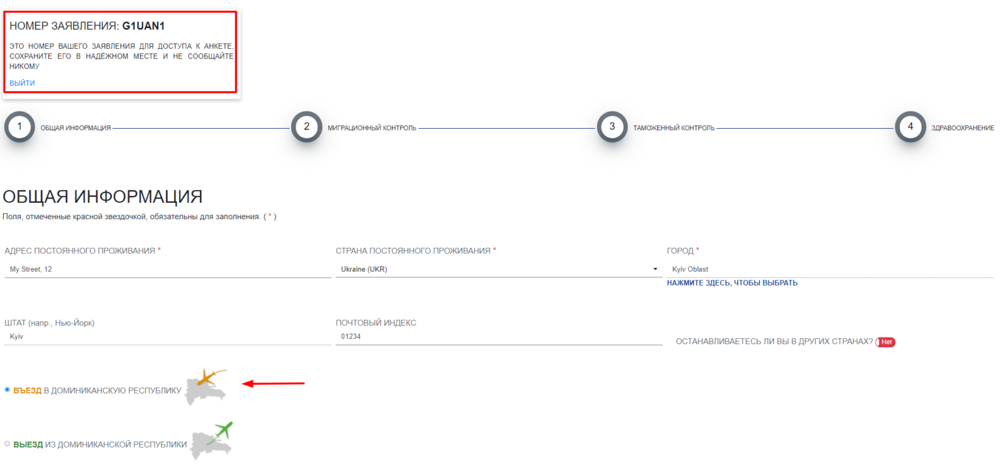 НОМЕР ЗАЯВЛЕНИЯ: G1UAN1
ЭТО НОМЕР ВАШЕГО ЗАЯВЛЕНИЯ ДЛЯ ДОСТУПА К АНКЕТЕ,
СОХРАНИТЕ ЕГО В НАДЁЖНОМ МЕСТЕ И НЕ СООБЩАЙТЕ
НИКОМУ
ВЫЙТИ
1 ОБЩАЯ ИНФОРМАЦИЯ 2 МИГРАЦИОННЫЙ КОНТРОЛЬ 3 ТАМОЖЕННЫЙ КОНТРОЛЬ 4 ЗДРАВООХРАНЕНИЕ
ОБЩАЯ ИНФОРМАЦИЯ
Поля, отмеченные красной звездочкой, обязательны для заполнения. ( * )
АДРЕС ПОСТОЯННОГО ПРОЖИВАНИЯ * СТРАНА ПОСТОЯННОГО ПРОЖИВАНИЯ * ГОРОД *
My Street, 12 Ukraine (UKR) Kyiv Oblast
НАЖМИТЕ ЗДЕСЬ, ЧТОБЫ ВЫБРАТЬ
ШТАТ (напр., Нью-Йорк) ПОЧТОВЫЙ ИНДЕКС
Kyiv 01234
ОСТАНАВЛИВАЕТЕСЬ ЛИ ВЫ В ДРУГИХ СТРАНАХ? Нет
ВЪЕЗД В ДОМИНИКАНСКУЮ РЕСПУБЛИКУ
ВЫЕЗД ИЗ ДОМИНИКАНСКОЙ РЕСПУБЛИКИ